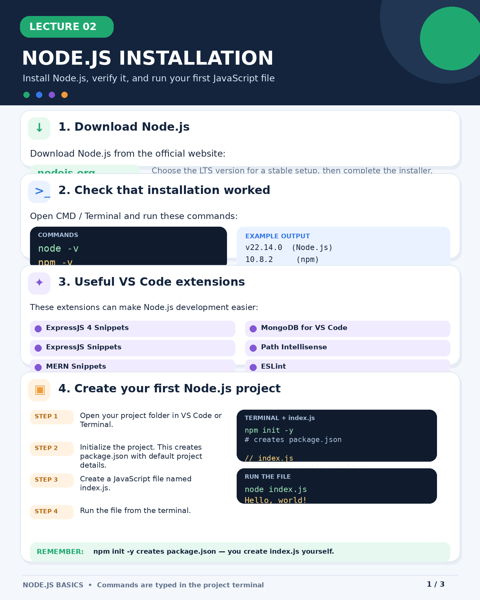 LECTURE 02
NODE.JS INSTALLATION
Install Node.js, verify it, and run your first JavaScript file
↓ 1. Download Node.js
Download Node.js from the official website:
nodejs.org
Choose the LTS version for a stable setup, then complete the installer.
>_ 2. Check that installation worked
Open CMD / Terminal and run these commands:
COMMANDS
node -v
npm -v
EXAMPLE OUTPUT
v22.14.0 (Node.js)
10.8.2 (npm)
3. Useful VS Code extensions
These extensions can make Node.js development easier:
ExpressJS 4 Snippets
MongoDB for VS Code
ExpressJS Snippets
Path Intellisense
MERN Snippets
ESLint
4. Create your first Node.js project
STEP 1
Open your project folder in VS Code or
Terminal.
STEP 2
Initialize the project. This creates
package.json with default project
details.
STEP 3
Create a JavaScript file named
index.js.
STEP 4
Run the file from the terminal.
TERMINAL + index.js
npm init -y
# creates package.json
// index.js
RUN THE FILE
node index.js
Hello, world!
REMEMBER: npm init -y creates package.json — you create index.js yourself.
NODE.JS BASICS • Commands are typed in the project terminal
1 / 3